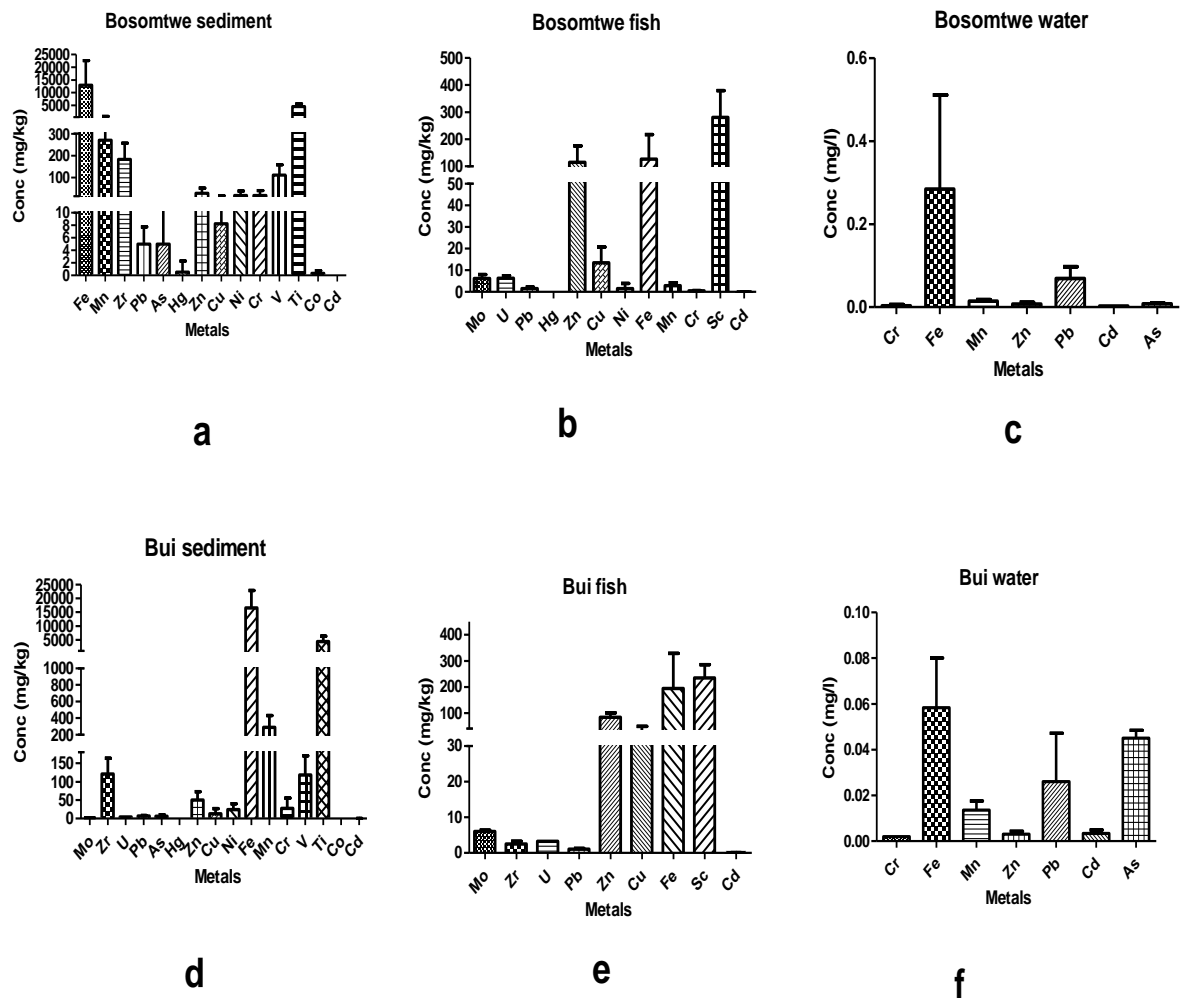 Bosomtwe sediment
Conc (mg/kg)
25000
20000
15000
10000
5000
300
200
100
10
8
6
4
2
0
Fe Mn Zr Pb As Hg Zn Cu Ni Cr V Ti Co Cd
Metals
a
Bosomtwe fish
Conc (mg/kg)
500
400
300
200
100
50
40
30
20
10
0
Mo U Pb Hg Zn Cu Ni Fe Mn Cr Sc Cd
Metals
b
Bosomtwe water
Conc (mg/l)
0.6
0.4
0.2
0.0
Cr Fe Mn Zn Pb Cd As
Metals
c
Bui sediment
Conc (mg/kg)
25000
20000
15000
10000
5000
1000
800
600
400
200
150
100
50
0
Mo Zr U Pb As Hg Zn Cu Ni Fe Mn Cr V Ti Co Cd
Metals
d
Bui fish
Conc (mg/kg)
400
300
200
100
30
20
10
0
Mo Zr U Pb Zn Cu Fe Sc Cd
Metals
e
Bui water
Conc (mg/l)
0.10
0.08
0.06
0.04
0.02
0.00
Cr Fe Mn Zn Pb Cd As
Metals
f